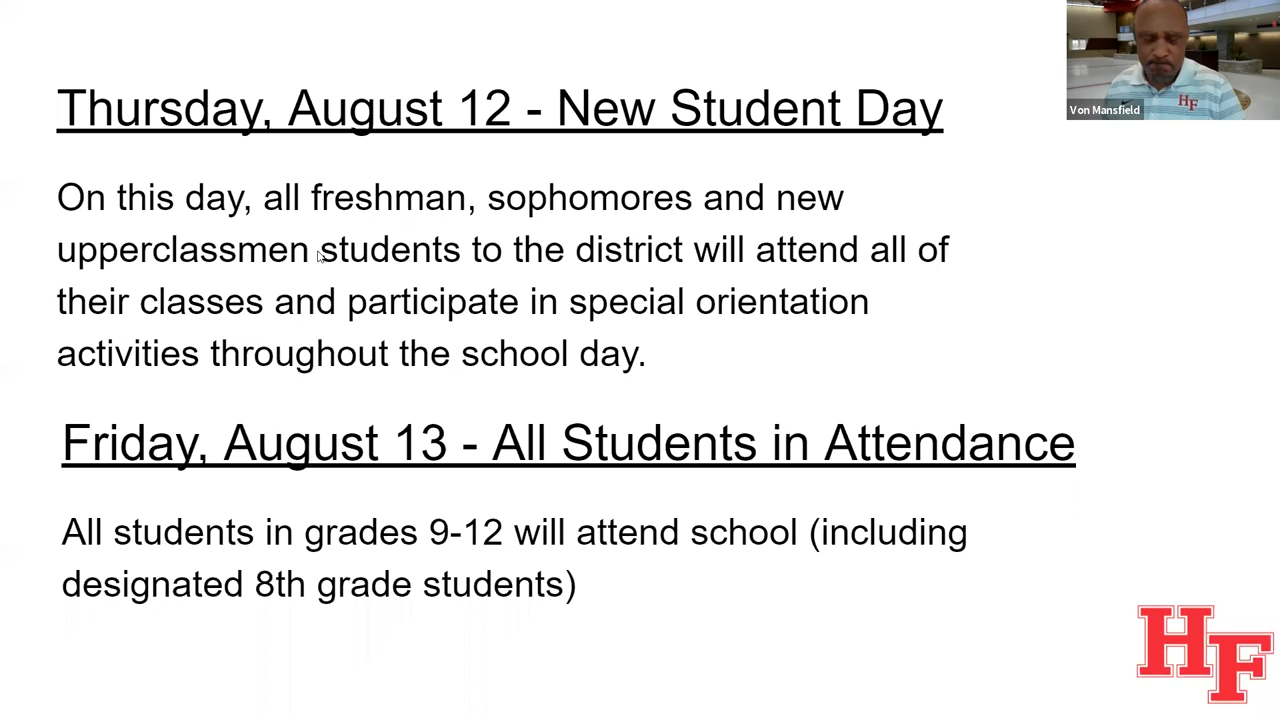 Thursday, August 12 - New Student Day
On this day, all freshman, sophomores and new
upperclassmen students to the district will attend all of
their classes and participate in special orientation
activities throughout the school day.
Friday, August 13 - All Students in Attendance
All students in grades 9-12 will attend school (including
designated 8th grade students)
HF
Von Mansfield
HF